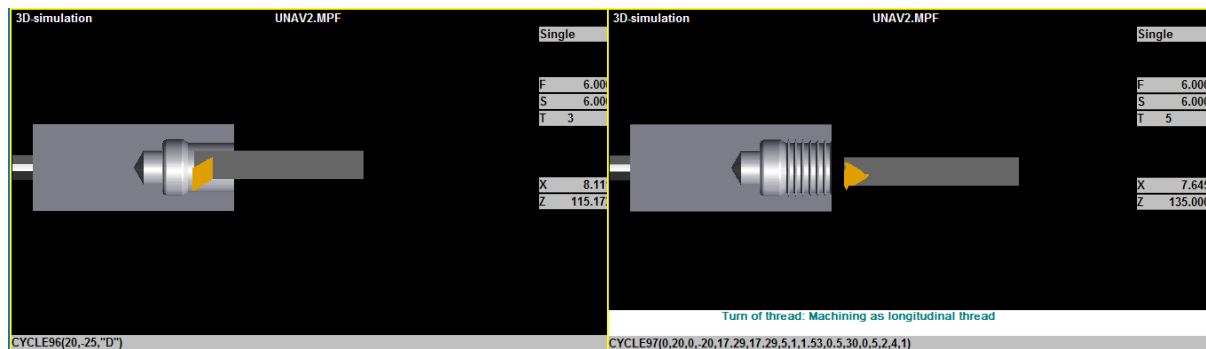 3D-simulation UNAV2.MPF
Single
F 6.00
S 6.00
T 3
X 8.11
Z 115.17
CYCLE96(20,-25,"D")
3D-simulation UNAV2.MPF
Single
F 6.00
S 6.00
T 5
X 7.645
Z 135.00
Turn of thread: Machining as longitudinal thread
CYCLE97(0,20,0,-20,17.29,17.29,5,1,1.53,0.5,30,0,5,2,4,1)